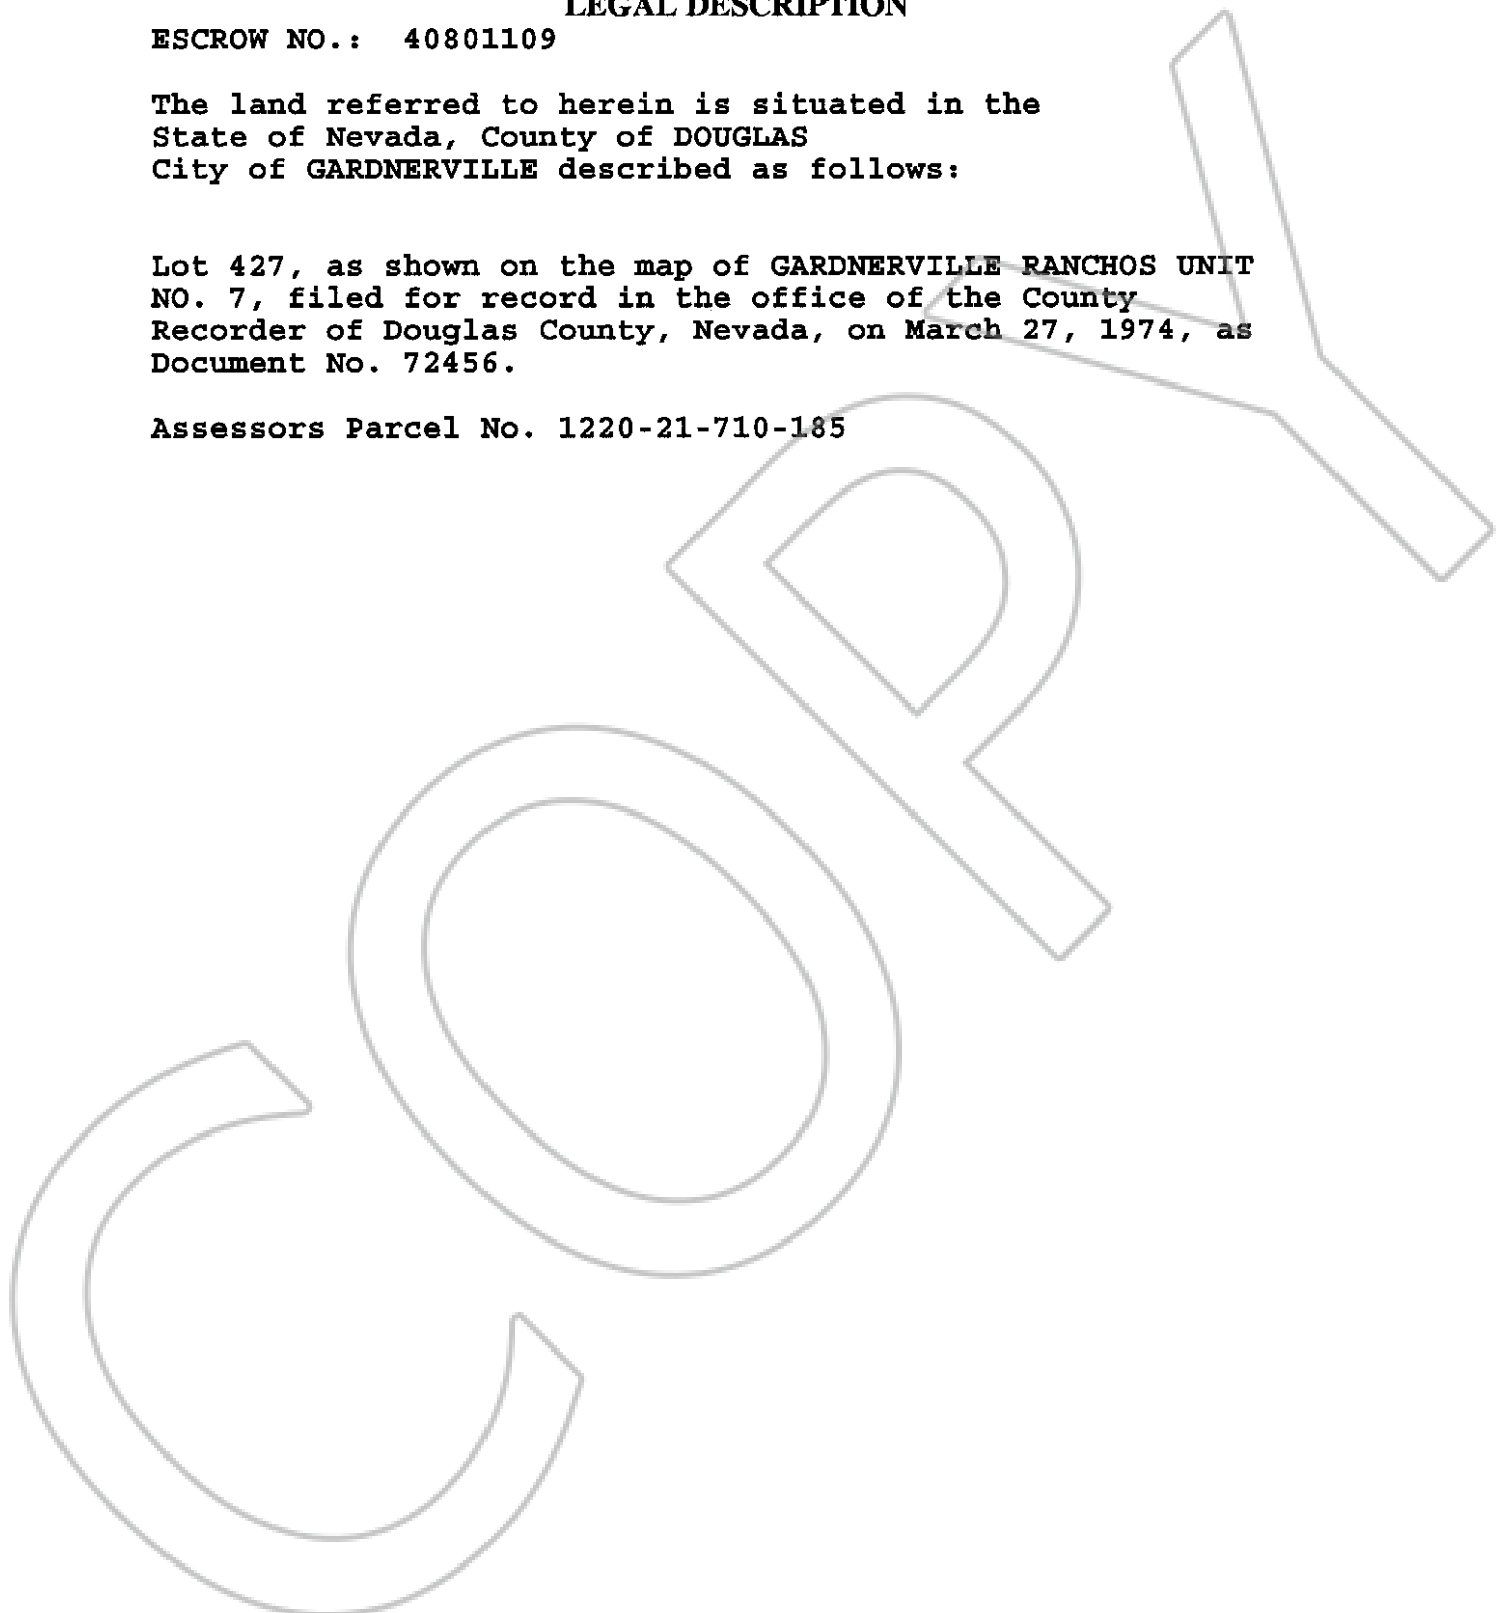 LEGAL DESCRIPTION
ESCROW NO.: 40801109
The land referred to herein is situated in the
State of Nevada, County of DOUGLAS
City of GARDNERVILLE described as follows:
Lot 427, as shown on the map of GARDNERVILLE RANCHOS UNIT
NO. 7, filed for record in the office of the County
Recorder of Douglas County, Nevada, on March 27, 1974, as
Document No. 72456.
Assessors Parcel No. 1220-21-710-185
COPY